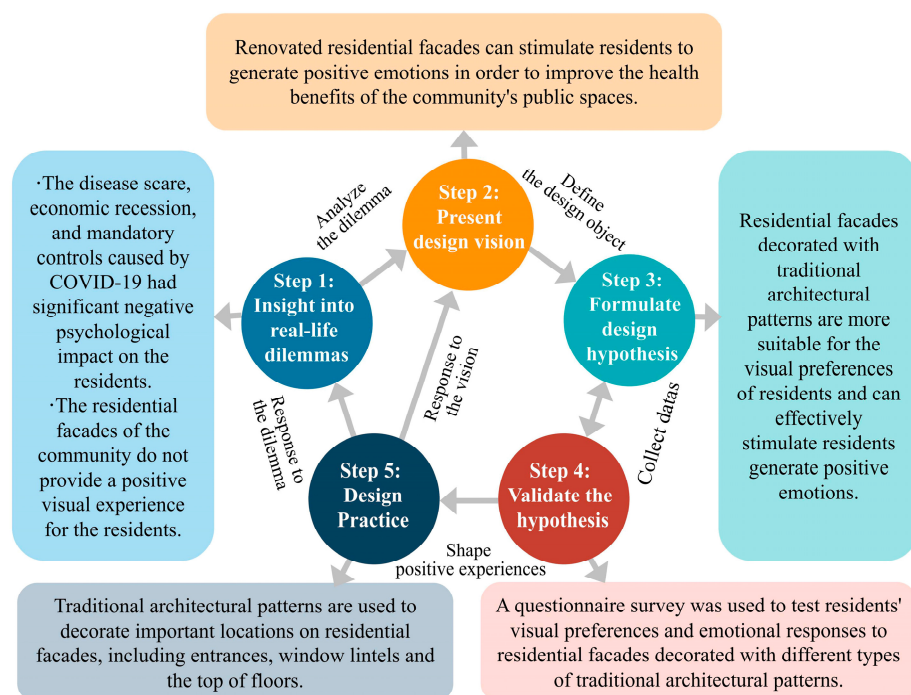 Renovated residential facades can stimulate residents to
generate positive emotions in order to improve the health
benefits of the community's public spaces.
Analyze
the dilemma
Step 2:
Present
design vision
Define
the design object
·The disease scare,
economic recession,
and mandatory
controls caused by
COVID-19 had
significant negative
psychological
impact on the
residents.
·The residential
facadcs of the
community do not
provide a positive
visual experience
for the residents.
Step 1:
Insight into
real-life
dilemmas
Step 3:
Formulate
design
hypothesis
Residential facades
decorated with
traditional
architectural
patterns are more
suitable for the
visual preferences
of residents and can
effectively
stimulate residents
generate positive
emotions.
Response to
the dilemma
Response to
the vision
Collect datas
Step 5:
Design
Practice
Step 4:
Validate the
hypothesis
Shape
positive experiences
Traditional architectural patterns are used to
decorate important locations on residential
facades, including entrances, window lintels and
the top of floors.
A questionnaire survey was used to test residents'
visual preferences and emotional responses to
residential facades decorated with different types
of traditional architectural patterns.